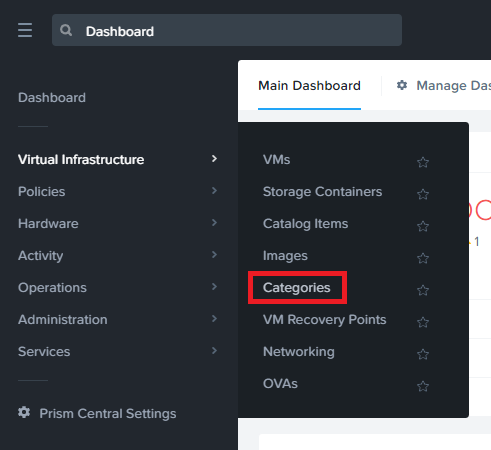 Dashboard
Main Dashboard
Manage Das
Dashboard
Virtual Infrastructure
Policies
Hardware
Activity
Operations
Administration
Services
Prism Central Settings
VMs
Storage Containers
Catalog Items
Images
Categories
VM Recovery Points
Networking
OVAs
1